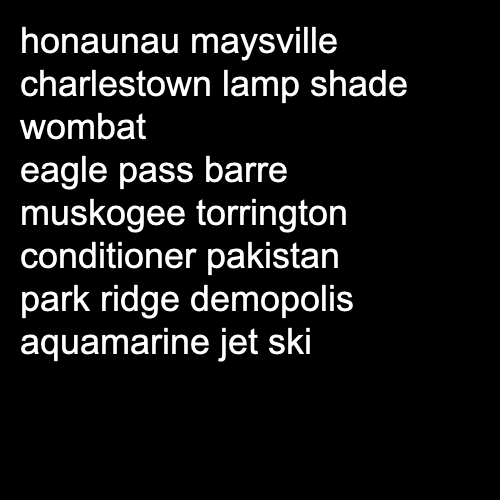 honaunau maysville
charlestown lamp shade
wombat
eagle pass barre
muskogee torrington
conditioner pakistan
park ridge demopolis
aquamarine jet ski